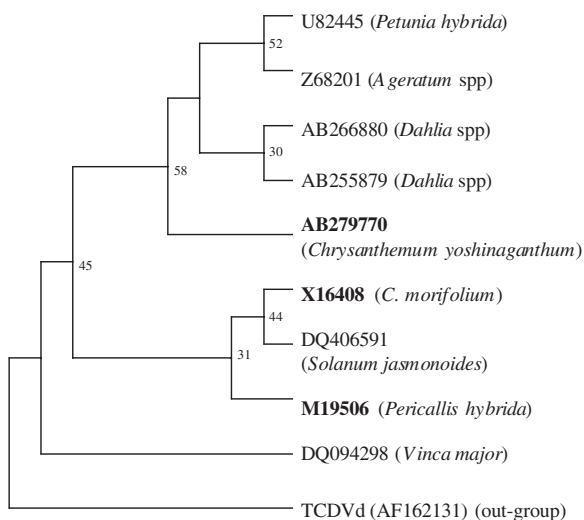 U82445 (Petunia hybrida)
52
Z68201 (Ageratum spp)
AB266880 (Dahlia spp)
30
58
AB255879 (Dahlia spp)
AB279770
(Chrysanthemum yoshinaganthum)
45
X16408 (C. morifolium)
44
DQ406591
(Solanum jasmonoides)
31
M19506 (Pericallis hybrida)
DQ094298 (Vinca major)
TCDVd (AF162131) (out-group)